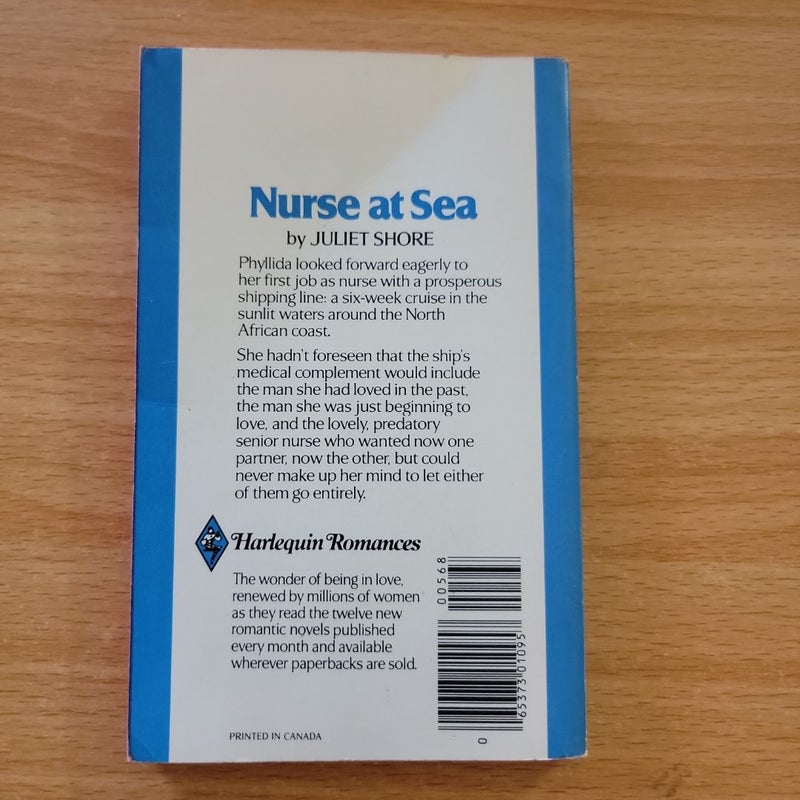 Nurse at Sea
by JULIET SHORE
Phyllida looked forward eagerly to
her first job as nurse with a prosperous
shipping line: a six-week cruise in the
sunlit waters around the North
African coast.
She hadn't foreseen that the ship's
medical complement would include
the man she had loved in the past,
the man she was just beginning to
love, and the lovely, predatory
senior nurse who wanted now one
partner, now the other, but could
never make up her mind to let either
of them go entirely.
Harlequin Romances
The wonder of being in love,
renewed by millions of women
as they read the twelve new
romantic novels published
every month and available
wherever paperbacks are sold.
00568
65373 01095
0
PRINTED IN CANADA